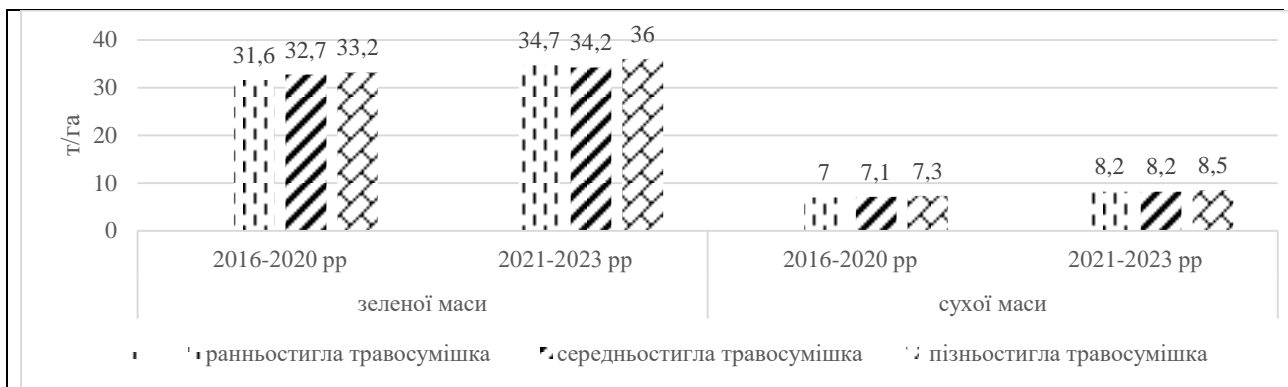 40
31,6 32,7 33,2 34,7 34,2 36
30
т/га
20
7 7,1 7,3 8,2 8,2 8,5
10
0
2016-2020 рр 2021-2023 рр 2016-2020 рр 2021-2023 рр
зеленої маси сухої маси
ранньостигла травосумішка середньостигла травосумішка пізньостигла травосумішка